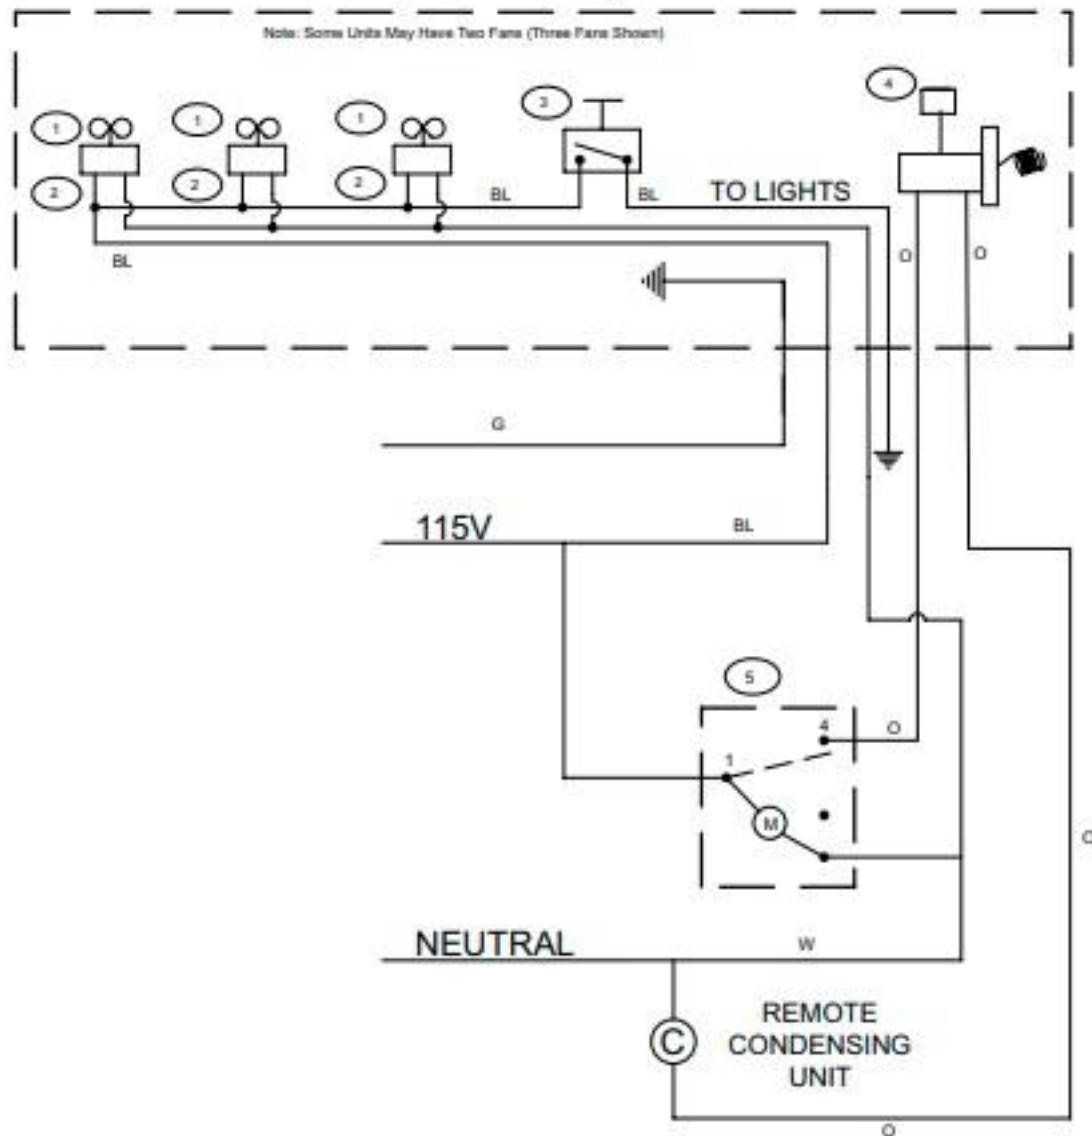 Note: Some Units May Have Two Fans (Three Fans Shown)
4
3
1
1
1
2
2
2
BL
BL
TO LIGHTS
BL
O
O
G
115V
BL
5
4
O
1
M
O
NEUTRAL
W
C
REMOTE
CONDENSING
UNIT
O